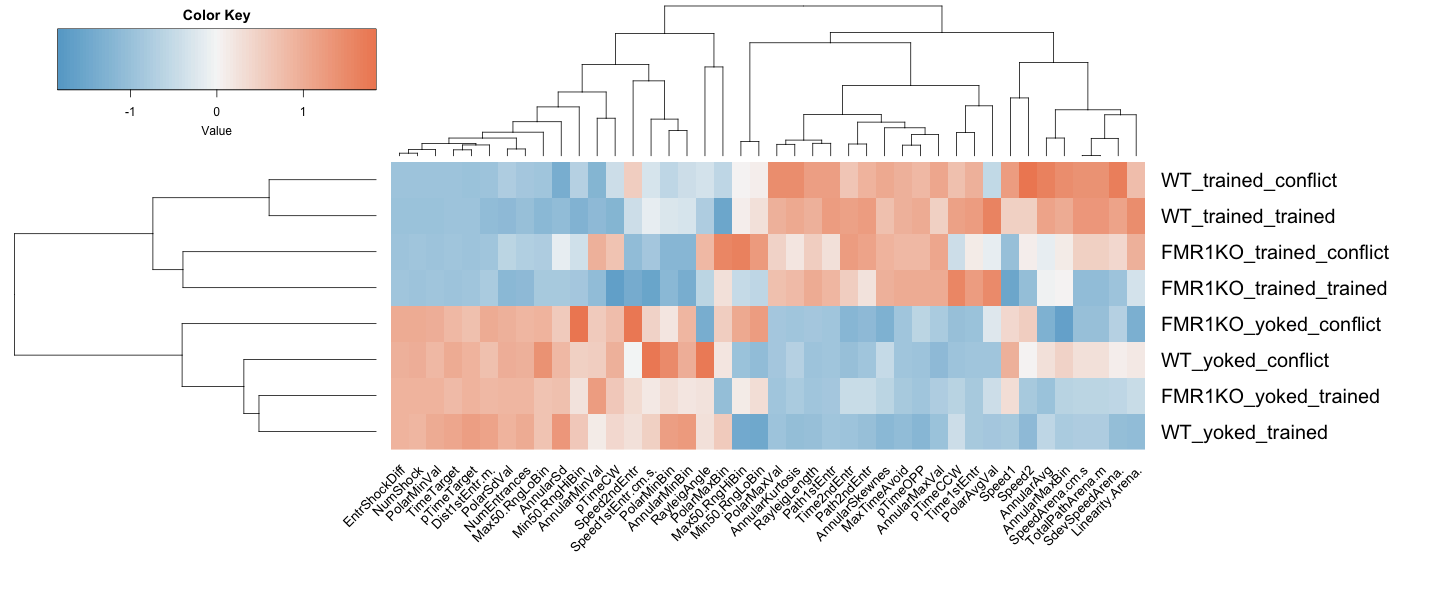 Color Key
-1 0 1
Value
WT_trained_conflict
WT_trained_trained
FMR1KO_trained_conflict
FMR1KO_trained_trained
FMR1KO_yoked_conflict
WT_yoked_conflict
FMR1KO_yoked_trained
WT_yoked_trained
EntrShockDiff
NumShock
PolarMinVal
TimeTarget
pTimeTarget
Dist1stEntr.m.
PolarSdVal
NumEntrances
Max50.RngLoBin
AnnularSd
Min50.RngHiBin
AnnularMinVal
pTimeCW
Speed2ndEntr
Speed1stEntr.cm.s.
PolarMinBin
AnnularMinBin
RayleigAngle
PolarMaxBin
Max50.RngHiBin
Min50.RngLoBin
PolarMaxVal
AnnularKurtosis
RayleigLength
Path1stEntr
Time2ndEntr
Path2ndEntr
AnnularSkewnes
MaxTimeAvoid
pTimeOPP
AnnularMaxVal
pTimeCCW
Time1stEntr
PolarAvgVal
Speed1
Speed2
AnnularAvg
AnnularMaxBin
SpeedArena.cm.s
TotalPathArena.m
SdevSpeedArena.
Linearity.Arena.